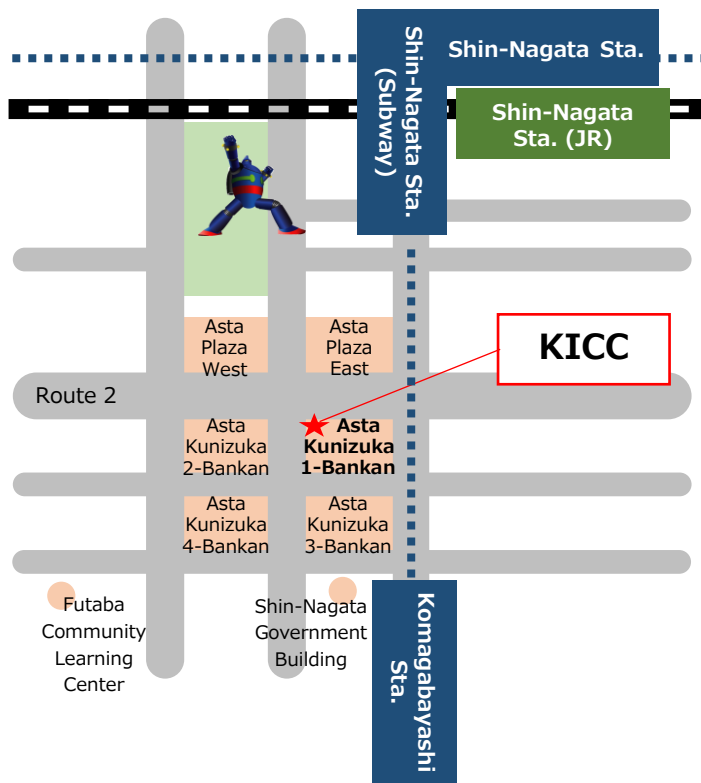 Shin-Nagata Sta.
Shin-Nagata Sta.
(Subway)
Shin-Nagata
Sta. (JR)
Asta
Plaza
West
Asta
Plaza
East
KICC
Route 2
Asta
Kunizuka
2-Bankan
Asta
Kunizuka
1-Bankan
Asta
Kunizuka
4-Bankan
Asta
Kunizuka
3-Bankan
Futaba
Community
Learning
Center
Shin-Nagata
Government
Building
Komagabayashi
Sta.